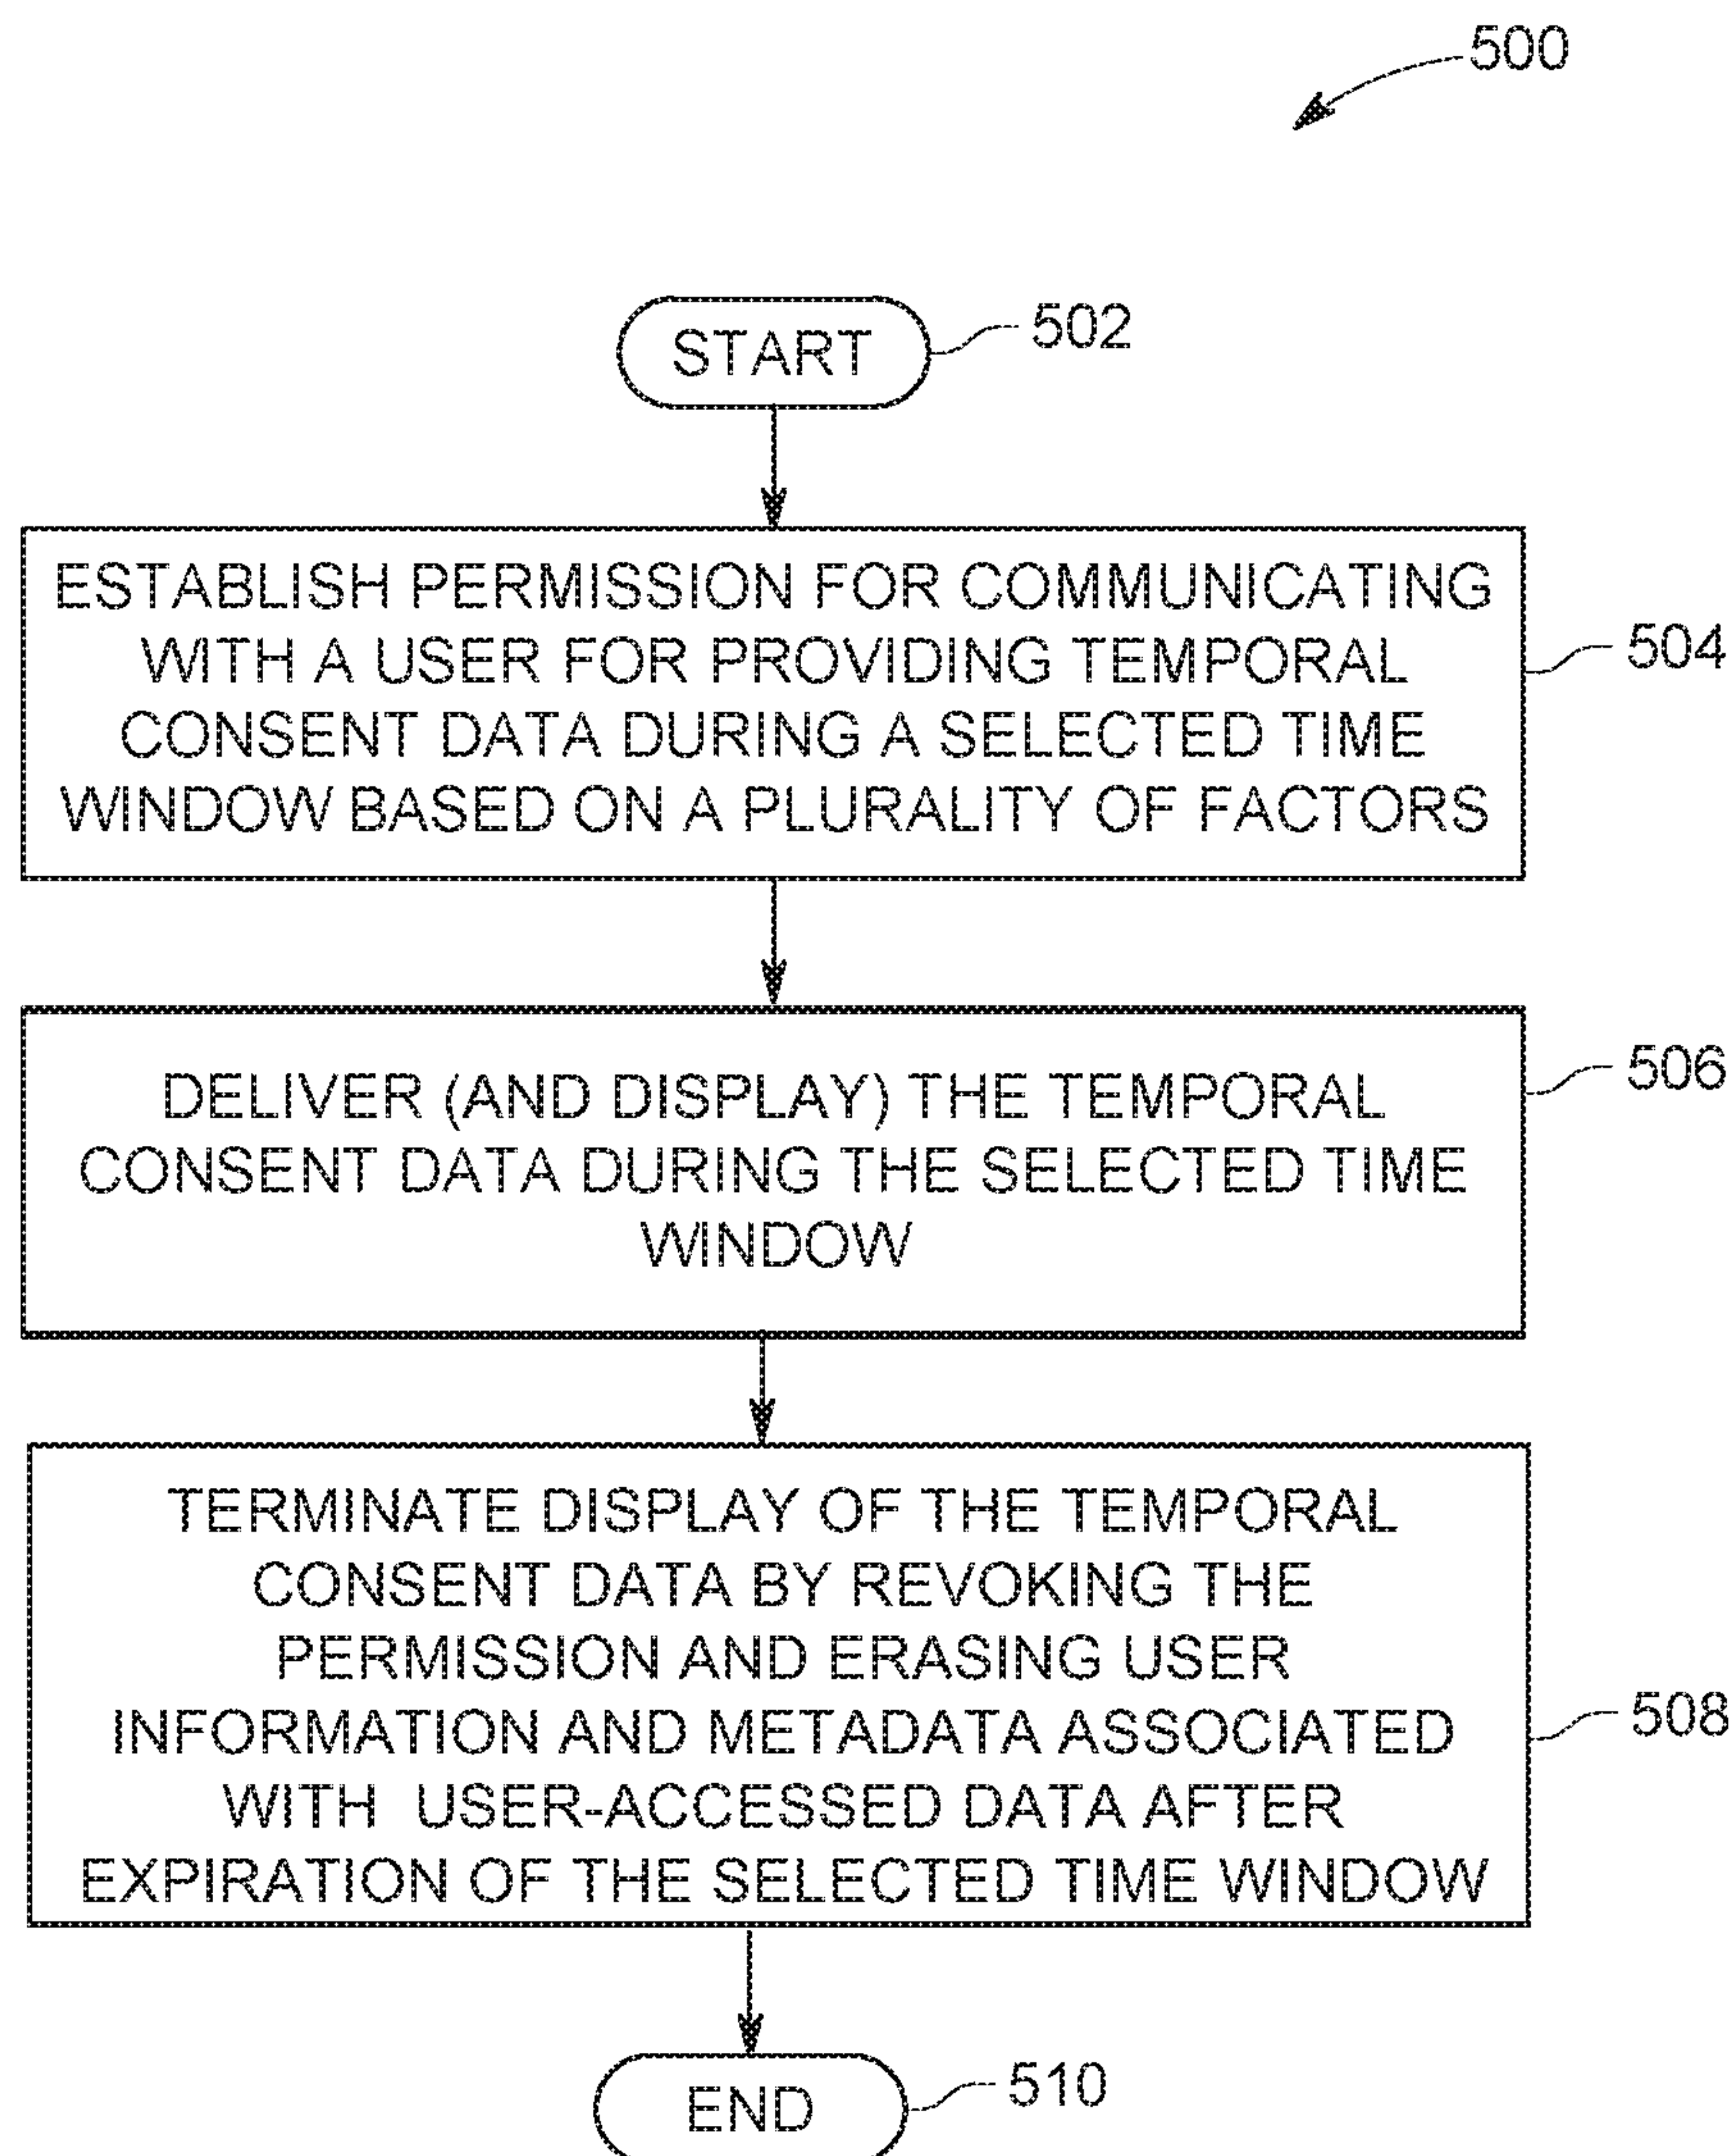 500
START
502
ESTABLISH PERMISSION FOR COMMUNICATING
WITH A USER FOR PROVIDING TEMPORAL
CONSENT DATA DURING A SELECTED TIME
WINDOW BASED ON A PLURALITY OF FACTORS
504
DELIVER (AND DISPLAY) THE TEMPORAL
CONSENT DATA DURING THE SELECTED TIME
WINDOW
506
TERMINATE DISPLAY OF THE TEMPORAL
CONSENT DATA BY REVOKING THE
PERMISSION AND ERASING USER
INFORMATION AND METADATA ASSOCIATED
WITH USER-ACCESSED DATA AFTER
EXPIRATION OF THE SELECTED TIME WINDOW
508
END
510